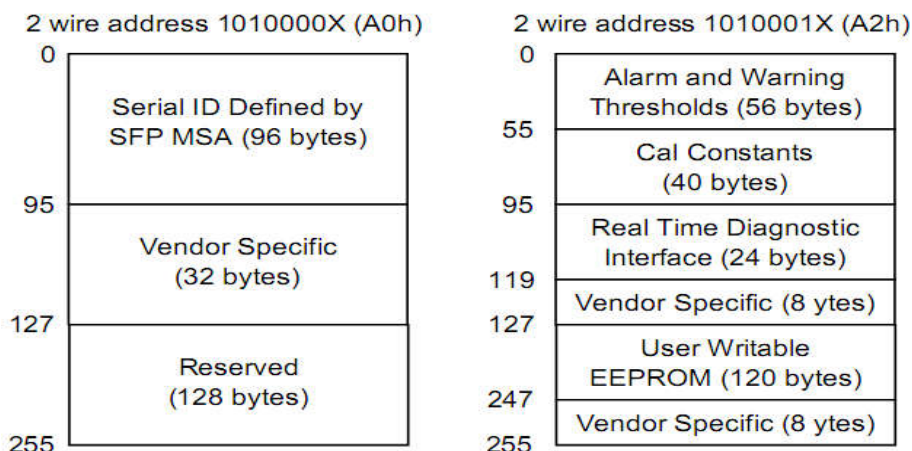 2 wire address 1010000X (A0h)
0
Serial ID Defined by
SFP MSA (96 bytes)
95
Vendor Specific
(32 bytes)
127
Reserved
(128 bytes)
255
2 wire address 1010001X (A2h)
0
Alarm and Warning
Thresholds (56 bytes)
55
Cal Constants
(40 bytes)
95
Real Time Diagnostic
Interface (24 bytes)
119
Vendor Specific (8 ytes)
127
User Writable
EEPROM (120 bytes)
247
Vendor Specific (8 ytes)
255